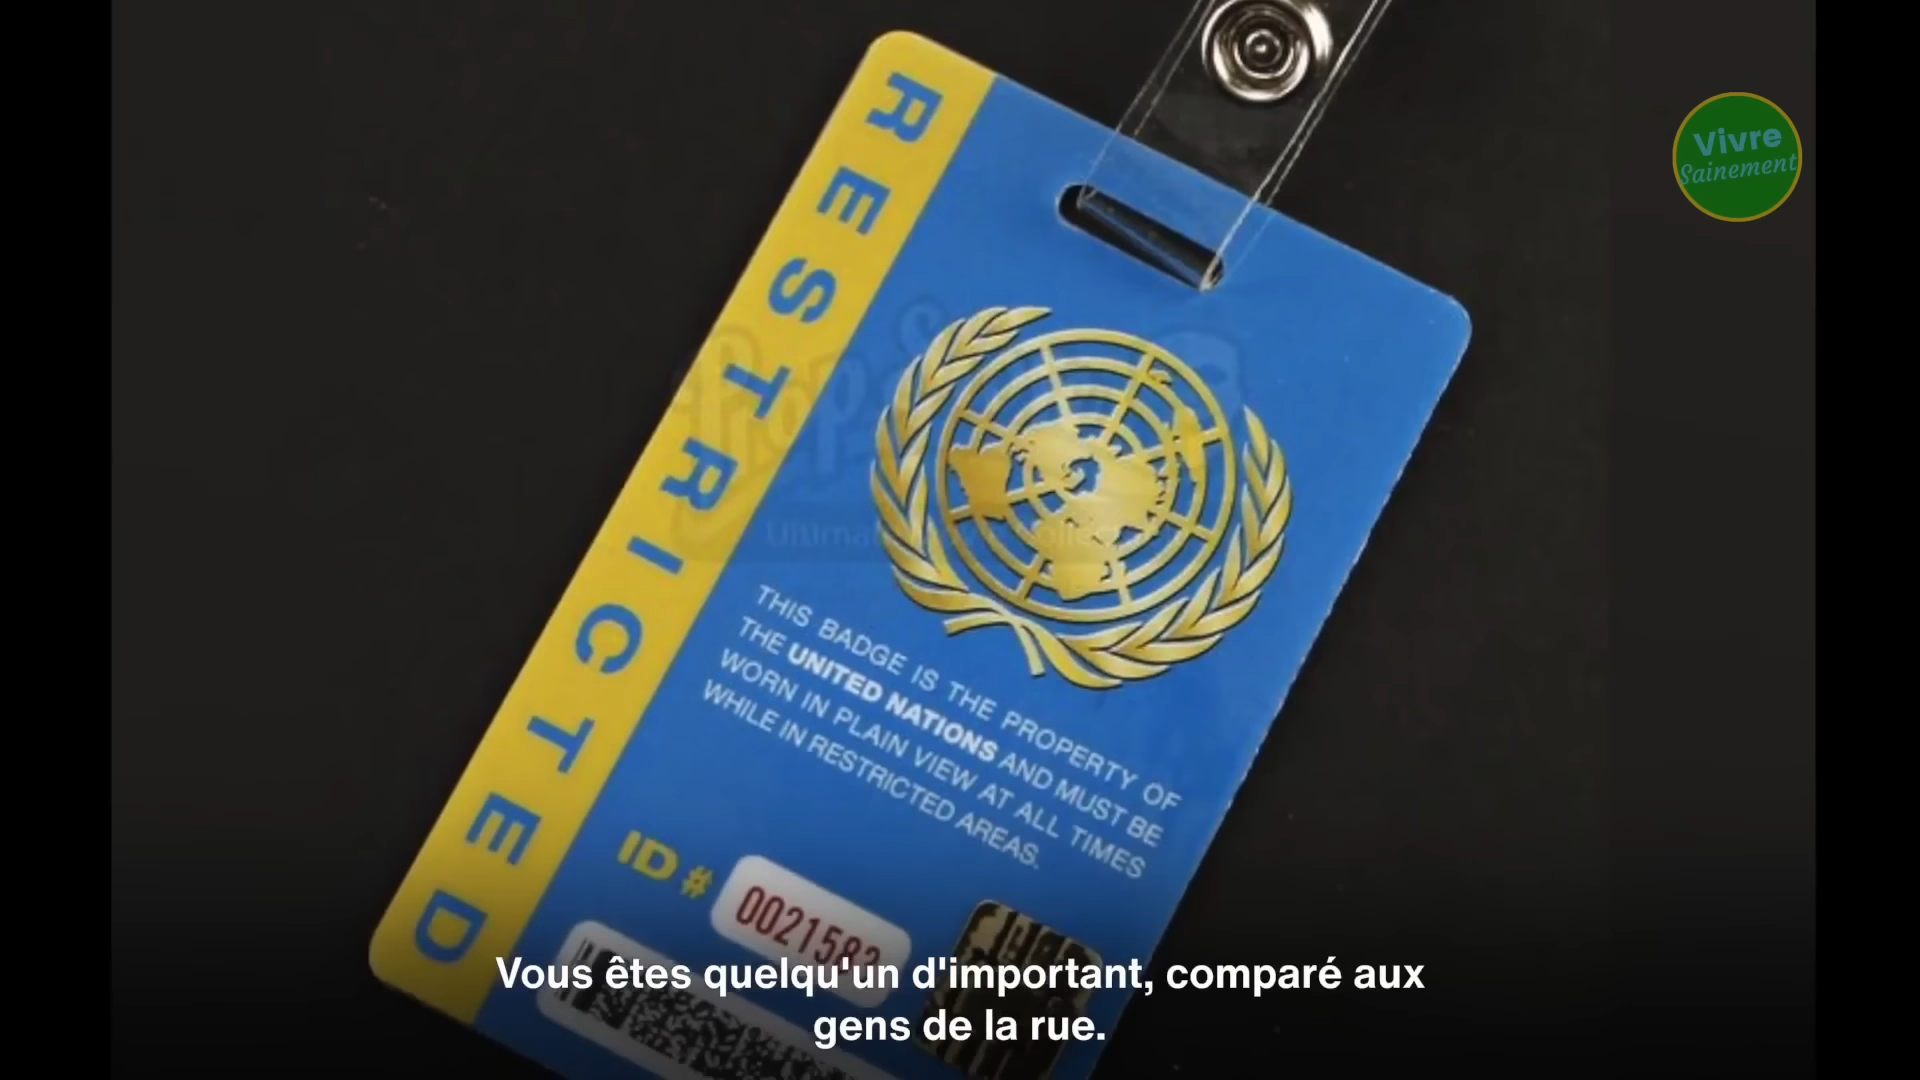 Vivre
Sainement
RESTRICTED
THIS BADGE IS THE PROPERTY OF
THE UNITED NATIONS AND MUST BE
WORN IN PLAIN VIEW AT ALL TIMES
WHILE IN RESTRICTED AREAS.
ID #
Vous êtes quelqu'un d'important, comparé aux
gens de la rue.